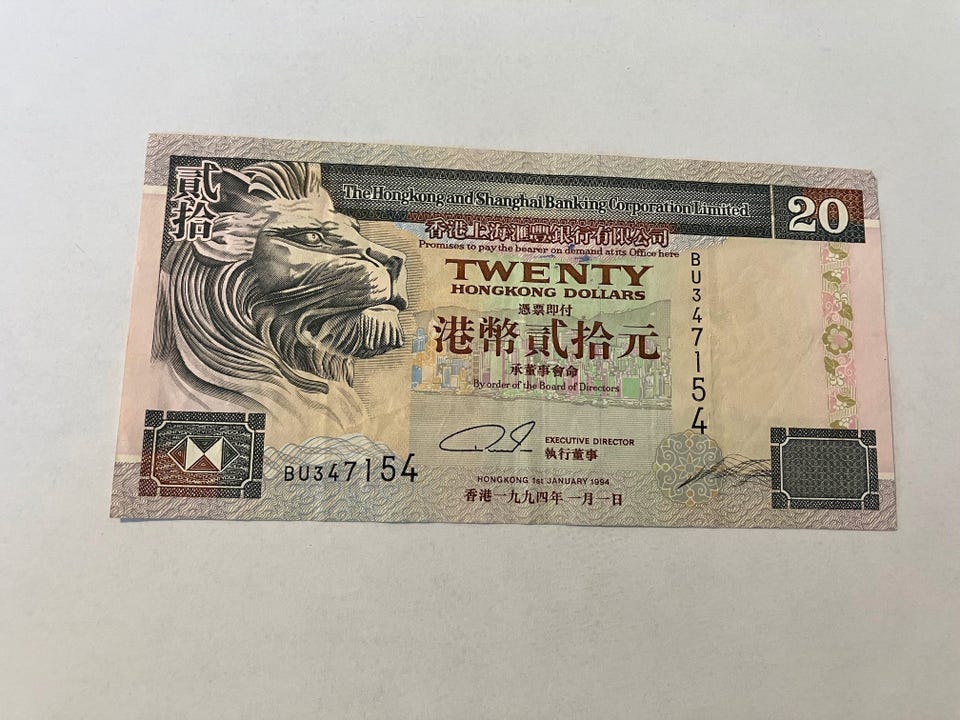 貳拾
The Hongkong and Shanghai Banking Corporation Limited
20
香港上海滙豐銀行有限公司
Promises to pay the bearer on demand at its Office here
TWENTY
HONGKONG DOLLARS
憑票即付
港幣貳拾元
承董事會命
By order of the Board of Directors
BU347154
EXECUTIVE DIRECTOR
執行董事
BU347154
HONGKONG 1st JANUARY 1994
香港一九九四年一月一日